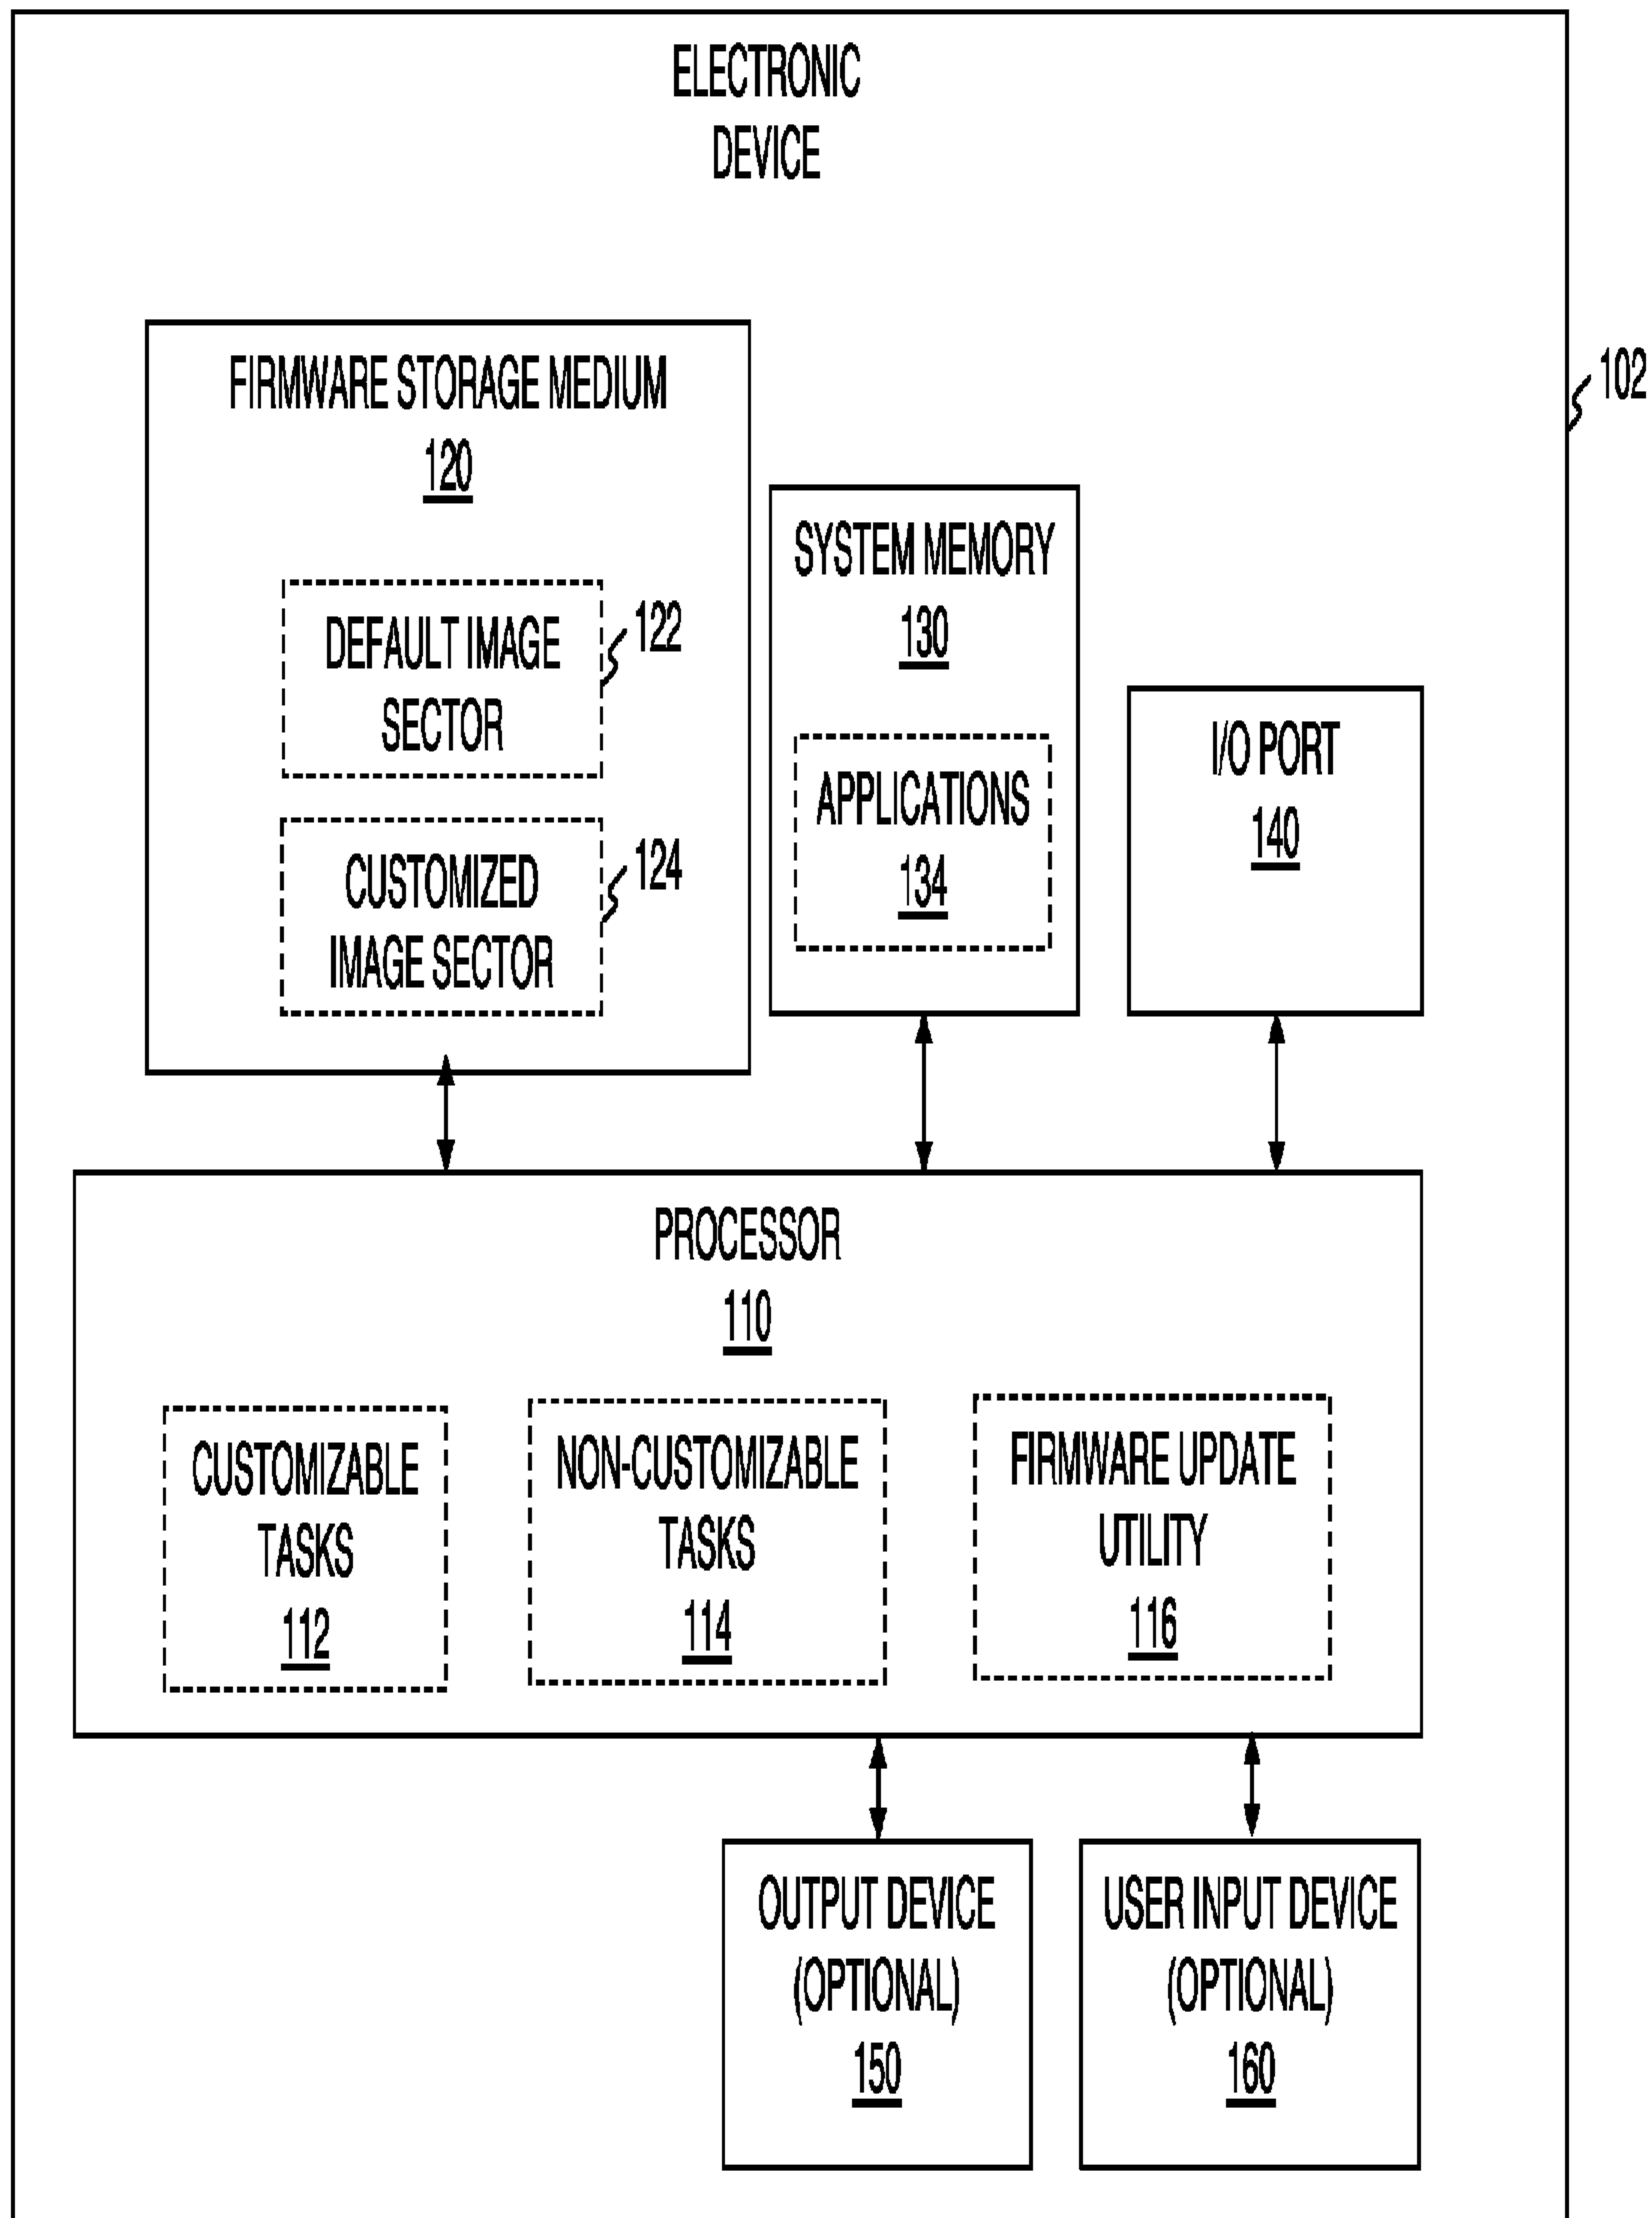 ELECTRONIC
DEVICE
102
FIRMWARE STORAGE MEDIUM
120
DEFAULT IMAGE
SECTOR
122
CUSTOMIZED
IMAGE SECTOR
124
SYSTEM MEMORY
130
APPLICATIONS
134
I/O PORT
140
PROCESSOR
110
CUSTOMIZABLE
TASKS
112
NON-CUSTOMIZABLE
TASKS
114
FIRMWARE UPDATE
UTILITY
116
OUTPUT DEVICE
(OPTIONAL)
150
USER INPUT DEVICE
(OPTIONAL)
160